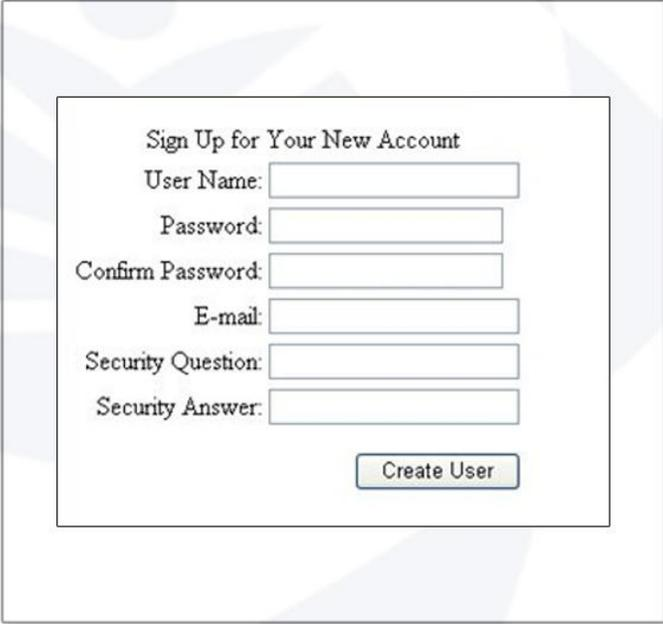 Sign Up for Your New Account
User Name:
Password:
Confirm Password:
E-mail:
Security Question:
Security Answer:
Create User